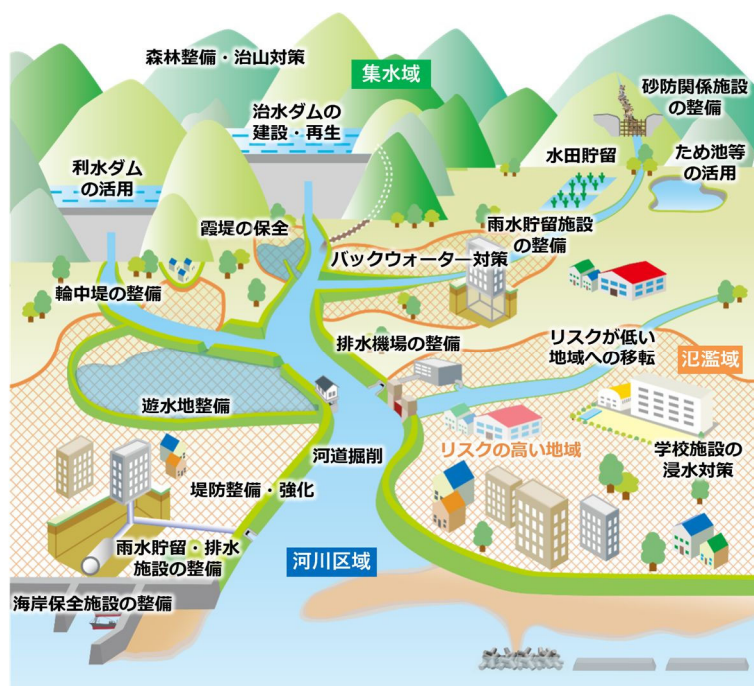 森林整備・治山対策
集水域
砂防関係施設
の整備
治水ダムの
建設・再生
水田貯留
ため池等
の活用
利水ダム
の活用
霞堤の保全
雨水貯留施設
の整備
バックウォーター対策
輪中堤の整備
排水機場の整備
リスクが低い
地域への移転
氾濫域
遊水地整備
リスクの高い地域
学校施設の
浸水対策
河道掘削
堤防整備・強化
雨水貯留・排水
施設の整備
河川区域
海岸保全施設の整備